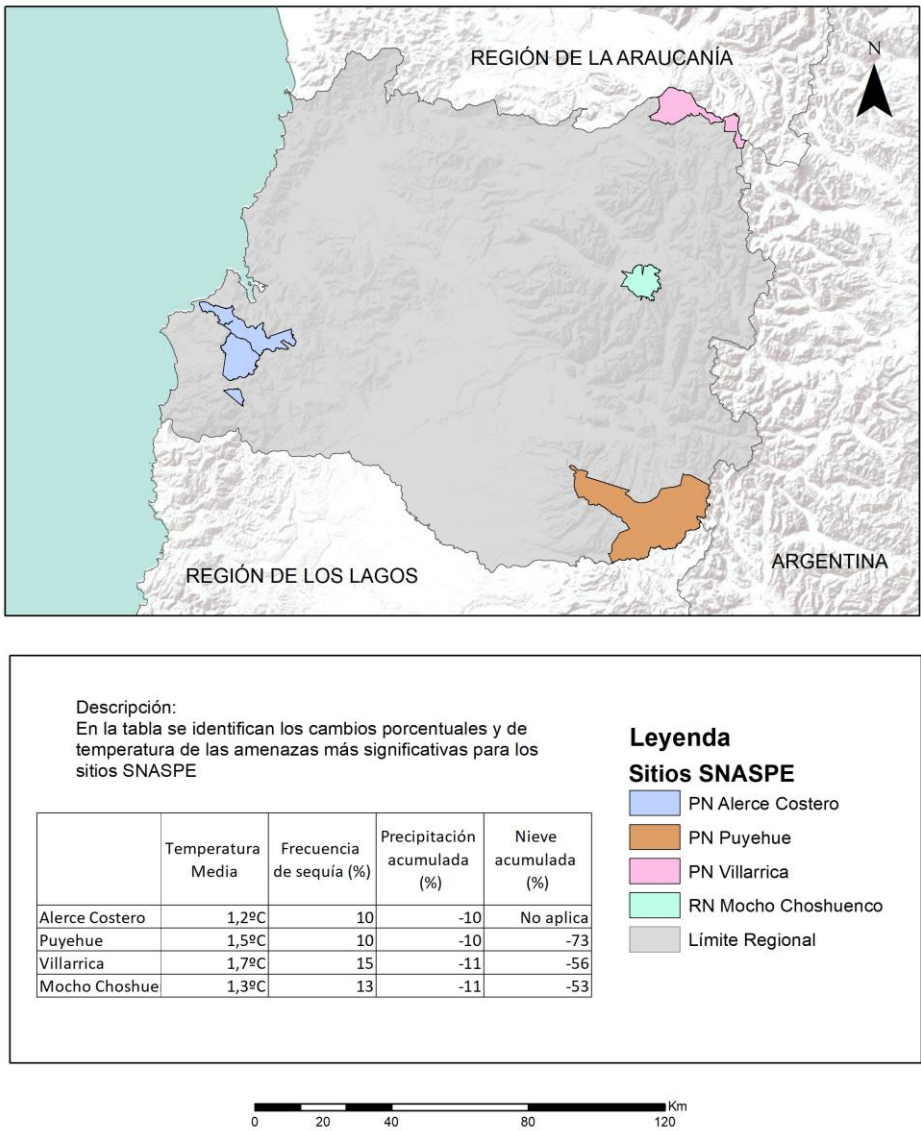 REGIÓN DE LA ARAUCANÍA
N
REGIÓN DE LOS LAGOS
ARGENTINA
Descripción:
En la tabla se identifican los cambios porcentuales y de
temperatura de las amenazas más significativas para los
sitios SNASPE
Temperatura Media Frecuencia de sequía (%) Precipitación acumulada (%) Nieve acumulada (%)
Alerce Costero 1,2ºC 10 -10 No aplica
Puyehue 1,5ºC 10 -10 -73
Villarrica 1,7ºC 15 -11 -56
Mocho Choshue 1,3ºC 13 -11 -53
Leyenda
Sitios SNASPE
PN Alerce Costero
PN Puyehue
PN Villarrica
RN Mocho Choshuenco
Límite Regional
Km
0 20 40 80 120